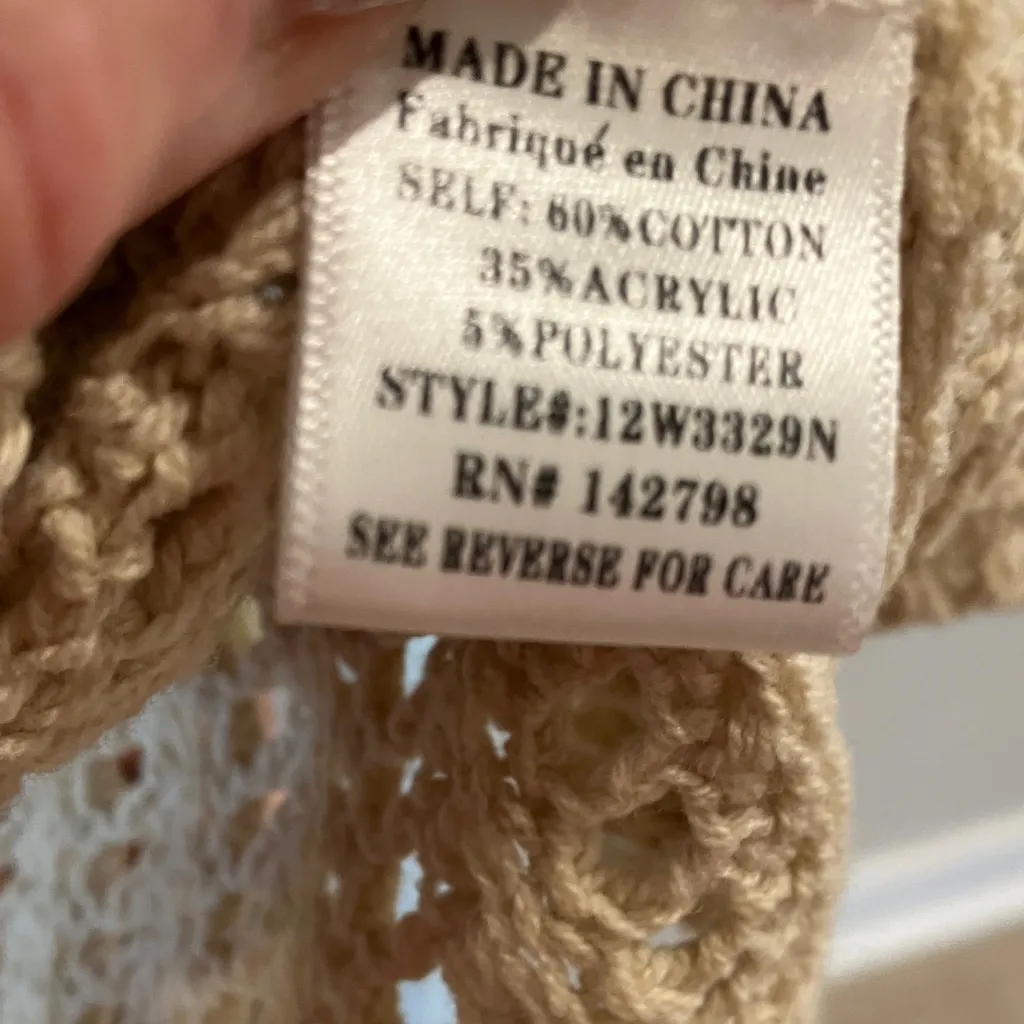 MADE IN CHINA
Fabriqué en Chine
SELF: 60%COTTON
35%ACRYLIC
5%POLYESTER
STYLE#:12W3329N
RN# 142798
SEE REVERSE FOR CARE